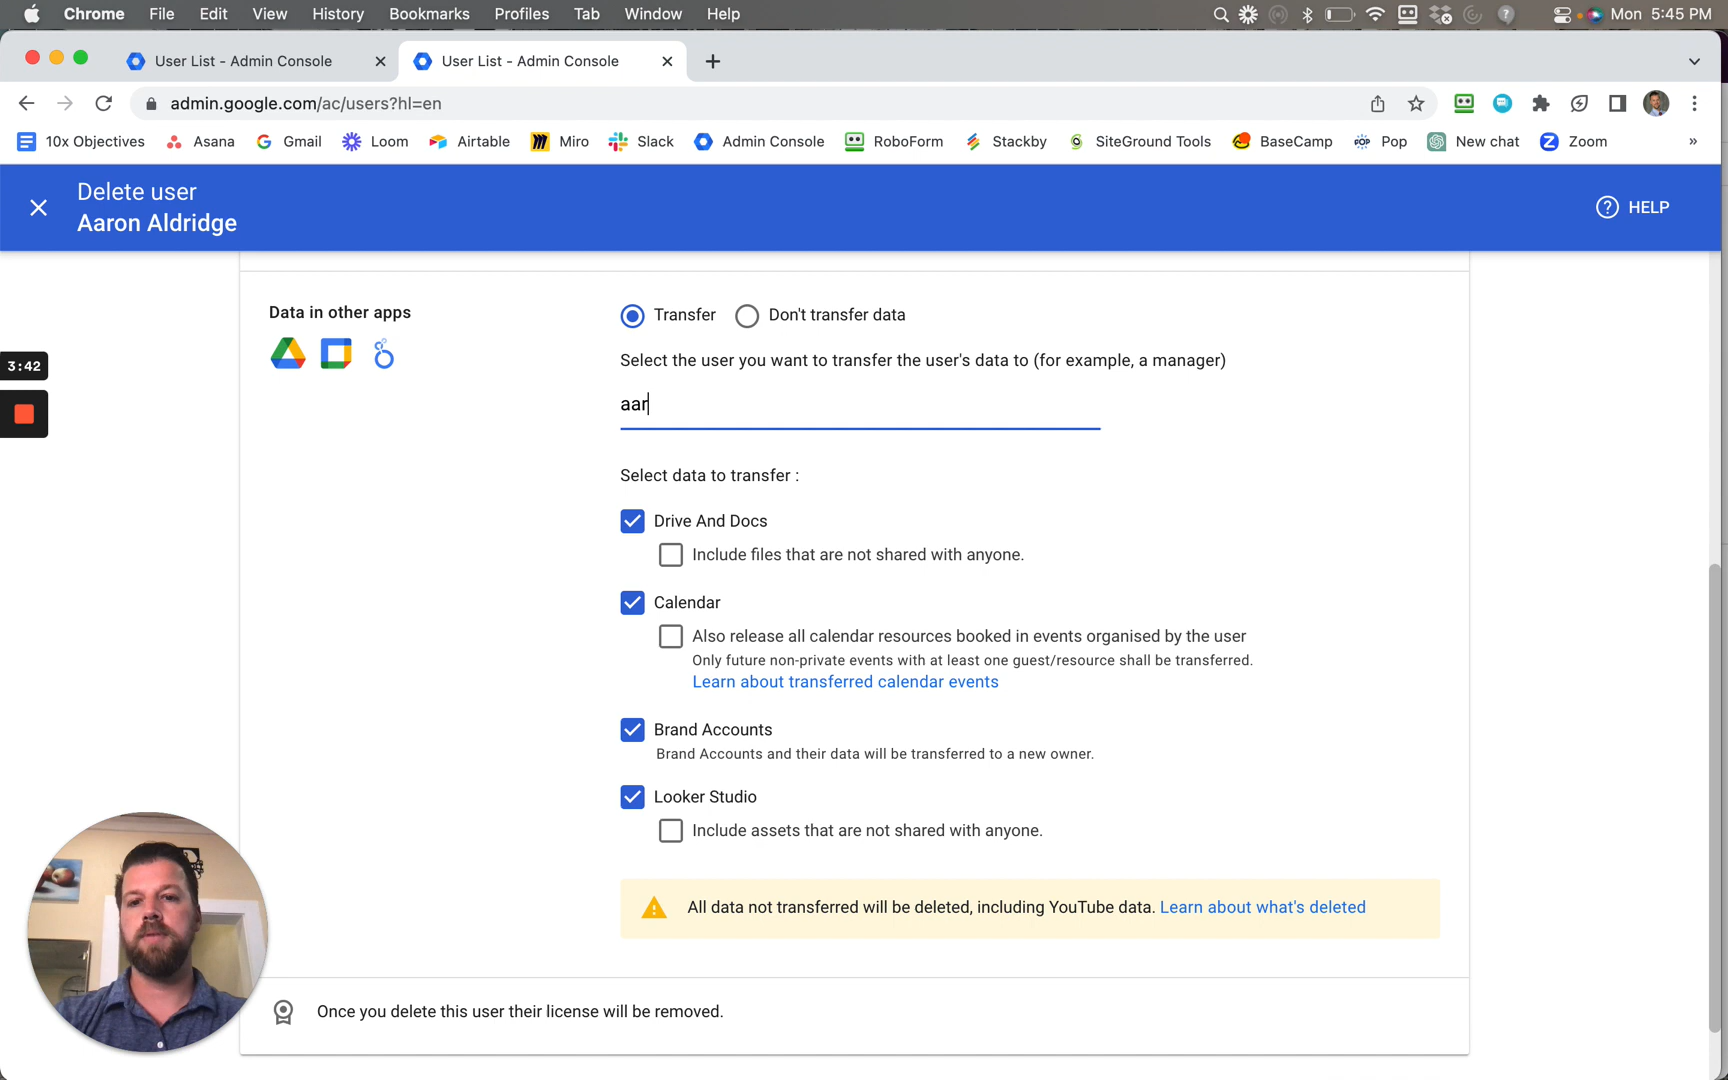 Chrome File Edit View History Bookmarks Profiles Tab Window Help Mon 5:45 PM
User List - Admin Console User List - Admin Console
admin.google.com/ac/users?hl=en
10x Objectives Asana Gmail Loom Airtable Miro Slack Admin Console RoboForm Stackby SiteGround Tools BaseCamp Pop New chat Zoom »
Delete user
Aaron Aldridge
HELP
Data in other apps
Transfer Don't transfer data
Select the user you want to transfer the user's data to (for example, a manager)
3:42
aar
Select data to transfer :
Drive And Docs
Include files that are not shared with anyone.
Calendar
Also release all calendar resources booked in events organised by the user
Only future non-private events with at least one guest/resource shall be transferred.
Learn about transferred calendar events
Brand Accounts
Brand Accounts and their data will be transferred to a new owner.
Looker Studio
Include assets that are not shared with anyone.
All data not transferred will be deleted, including YouTube data. Learn about what's deleted
Once you delete this user their license will be removed.